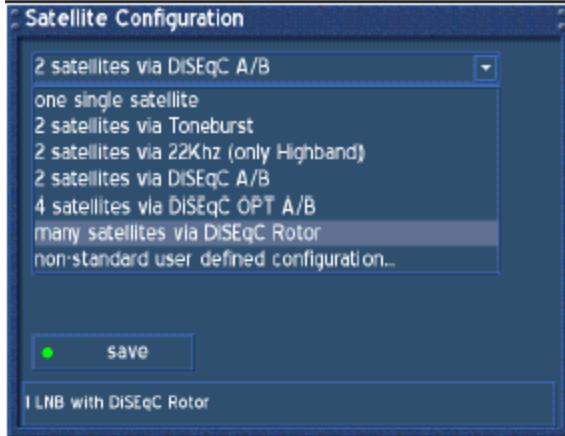 Satellite Configuration
2 satellites via DiSEqC A/B
one single satellite
2 satellites via Toneburst
2 satellites via 22Khz (only Highband)
2 satellites via DiSEqC A/B
4 satellites via DiSEqC OPT A/B
many satellites via DiSEqC Rotor
non-standard user defined configuration...
save
1 LNB with DiSEqC Rotor